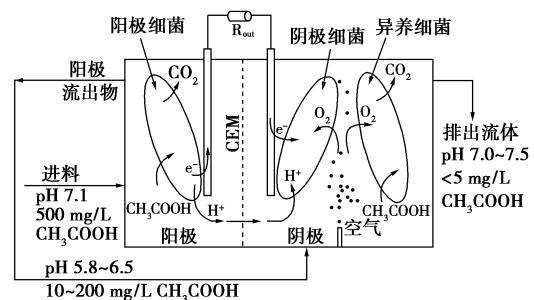 R_out
阳极细菌
阴极细菌
异养细菌
阳极
流出物
CO₂
CO₂
CEM
e⁻
e⁻
O₂
O₂
排出流体
pH 7.0~7.5
<5 mg/L
CH₃COOH
进料
pH 7.1
500 mg/L
CH₃COOH
CH₃COOH
H⁺
H⁺
CH₃COOH
阳极
阴极
空气
pH 5.8~6.5
10~200 mg/L CH₃COOH